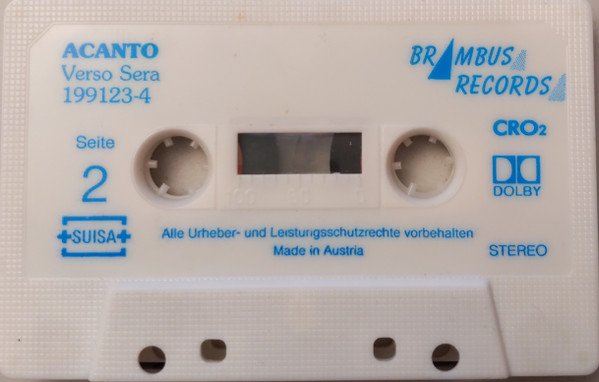 ACANTO
Verso Sera
199123-4
BRAMBUS
RECORDS
CRO2
DOLBY
STEREO
Seite
2
SUISA
Alle Urheber- und Leistungsschutzrechte vorbehalten
Made in Austria